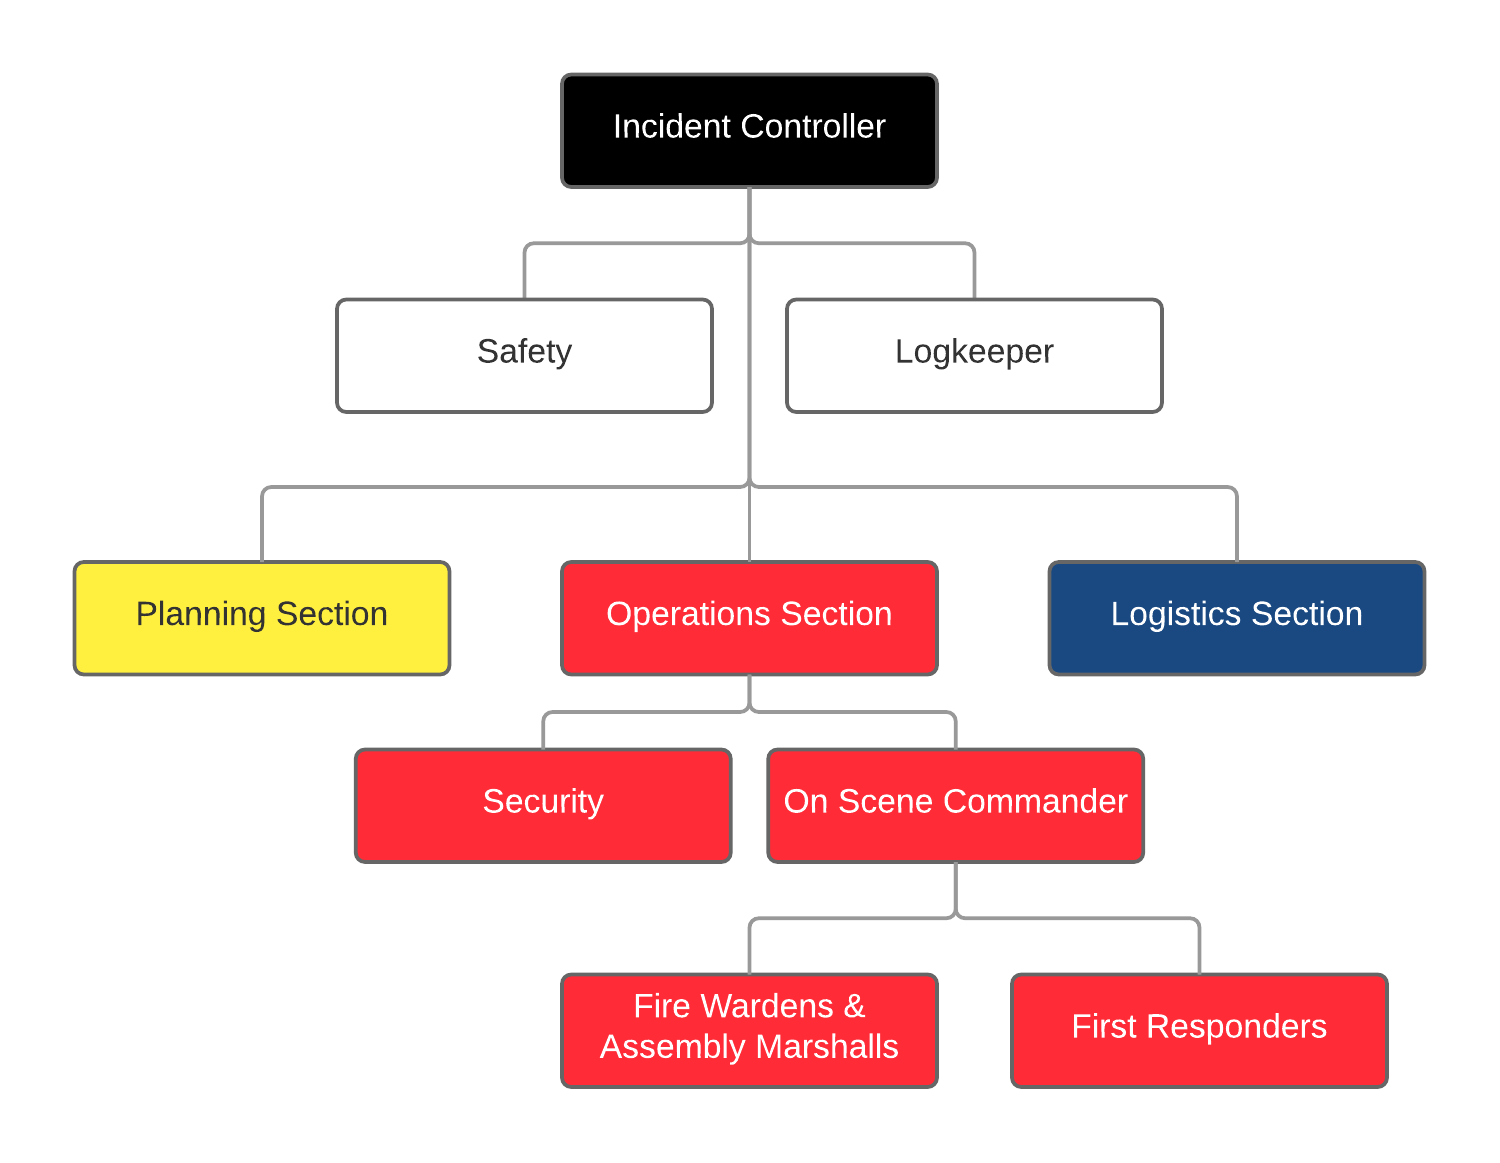 Incident Controller
Safety
Logkeeper
Planning Section
Operations Section
Logistics Section
Security
On Scene Commander
Fire Wardens &
Assembly Marshalls
First Responders